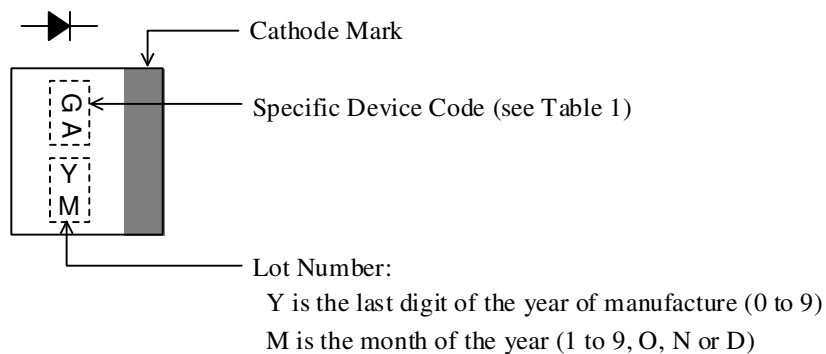 Cathode Mark
G
A
Specific Device Code (see Table 1)
Y
M
Lot Number:
Y is the last digit of the year of manufacture (0 to 9)
M is the month of the year (1 to 9, O, N or D)